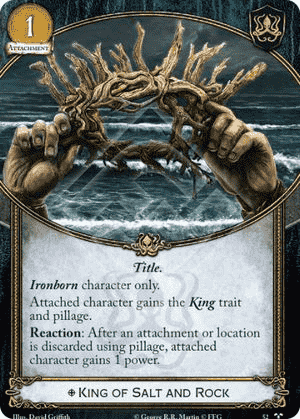 1
ATTACHMENT
Title.
Ironborn character only.
Attached character gains the King trait
and pillage.
Reaction: After an attachment or location
is discarded using pillage, attached
character gains 1 power.
KING OF SALT AND ROCK
Illus. David Griffith © George R.R. Martin © FFG 52